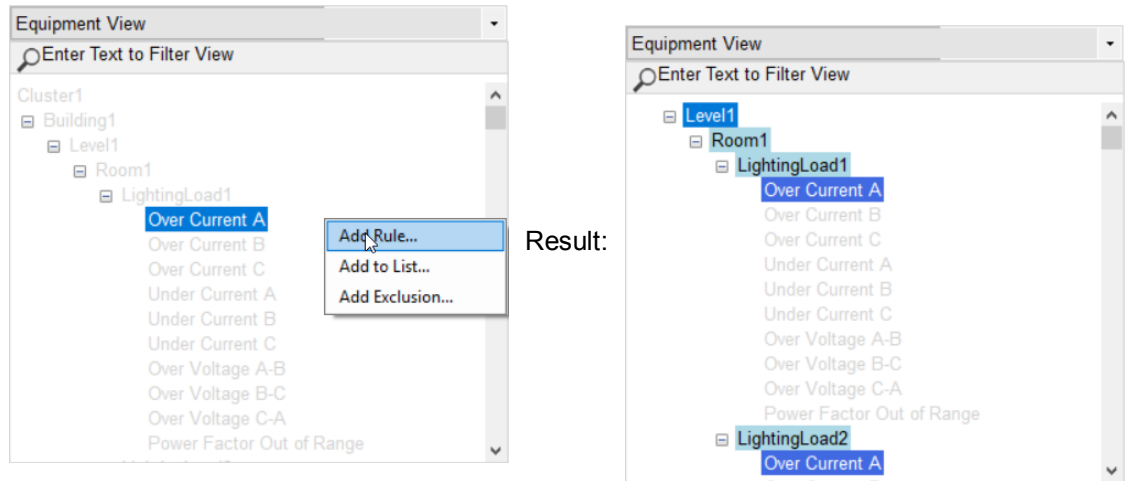 Equipment View
Enter Text to Filter View
Cluster1
Building1
Level1
Room1
LightingLoad1
Over Current A
Over Current B
Over Current C
Under Current A
Under Current B
Under Current C
Over Voltage A-B
Over Voltage B-C
Over Voltage C-A
Power Factor Out of Range
Add Rule...
Add to List...
Add Exclusion...
Result:
Equipment View
Enter Text to Filter View
Level1
Room1
LightingLoad1
Over Current A
Over Current B
Over Current C
Under Current A
Under Current B
Under Current C
Over Voltage A-B
Over Voltage B-C
Over Voltage C-A
Power Factor Out of Range
LightingLoad2
Over Current A